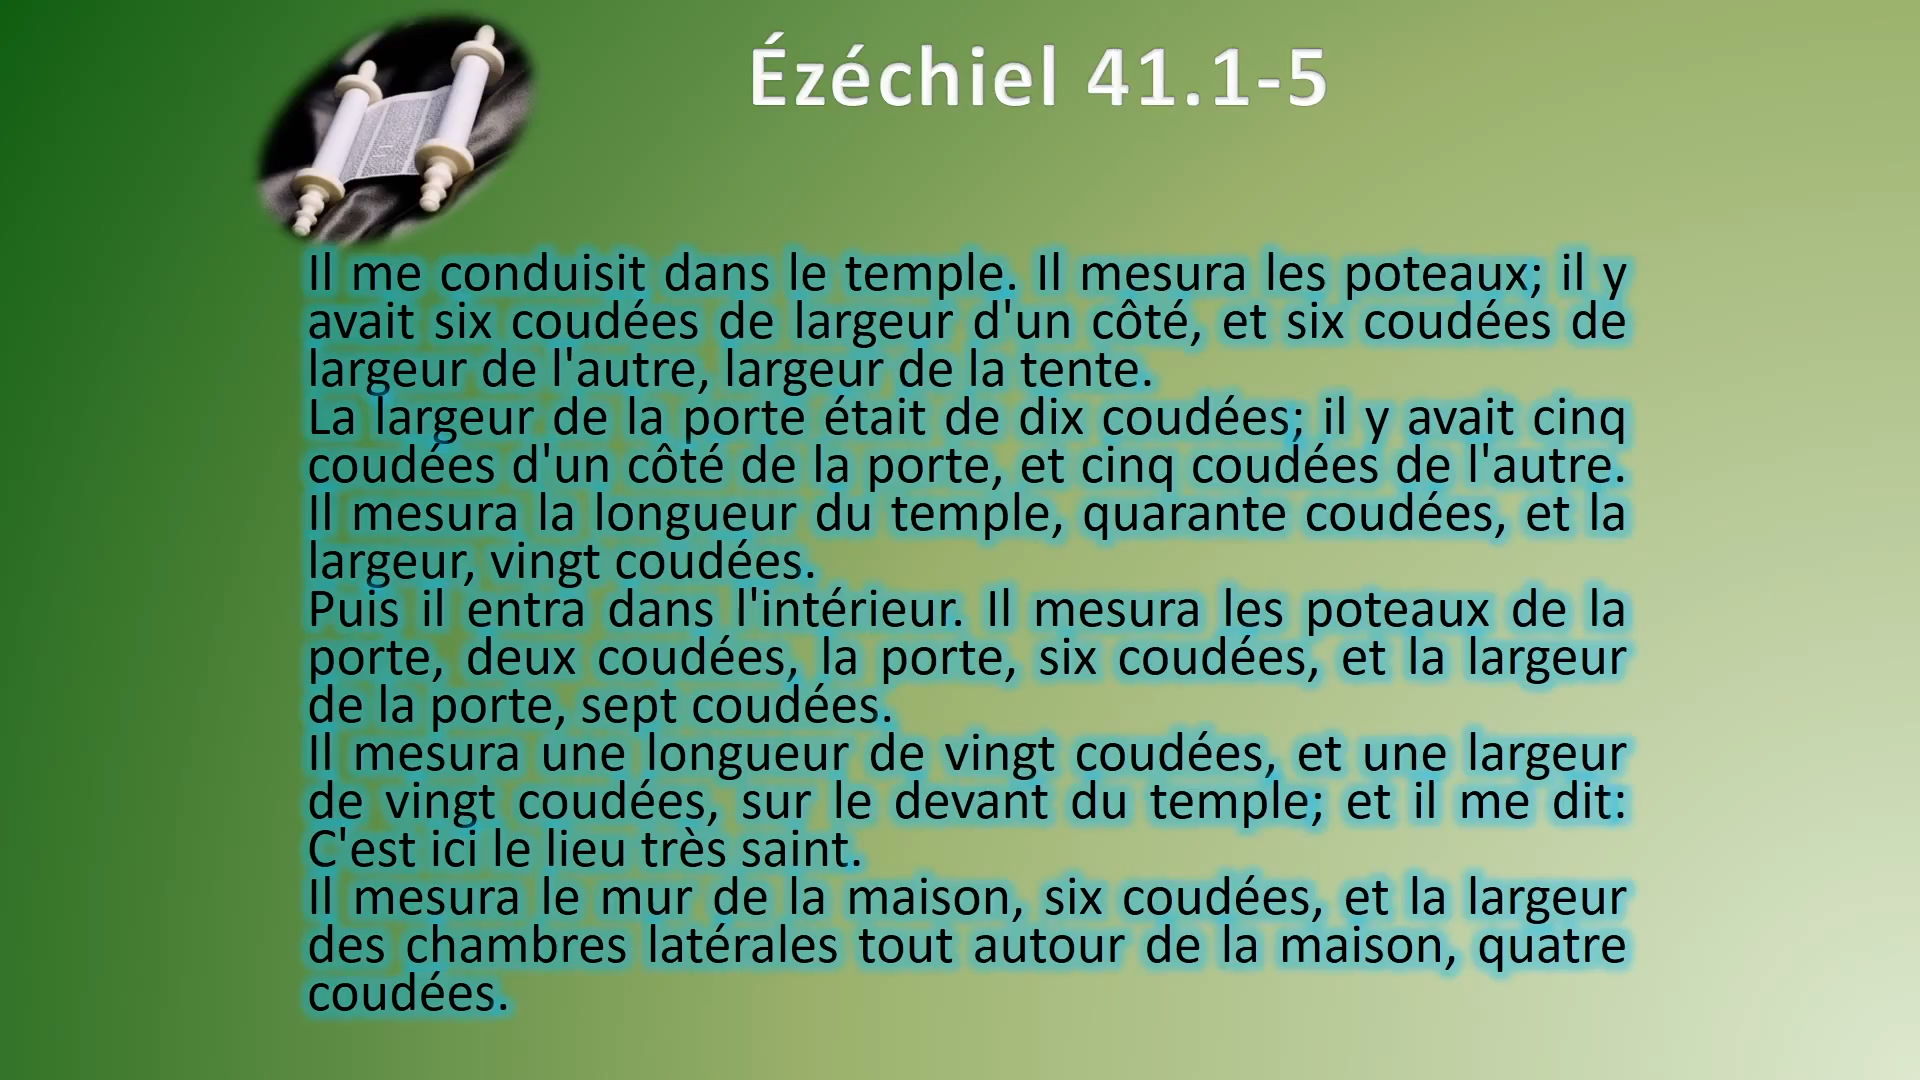 Ézéchiel 41.1-5
Il me conduisit dans le temple. Il mesura les poteaux; il y
avait six coudées de largeur d'un côté, et six coudées de
largeur de l'autre, largeur de la tente.
La largeur de la porte était de dix coudées; il y avait cinq
coudées d'un côté de la porte, et cinq coudées de l'autre.
Il mesura la longueur du temple, quarante coudées, et la
largeur, vingt coudées.
Puis il entra dans l'intérieur. Il mesura les poteaux de la
porte, deux coudées, la porte, six coudées, et la largeur
de la porte, sept coudées.
Il mesura une longueur de vingt coudées, et une largeur
de vingt coudées, sur le devant du temple; et il me dit:
C'est ici le lieu très saint.
Il mesura le mur de la maison, six coudées, et la largeur
des chambres latérales tout autour de la maison, quatre
coudées.